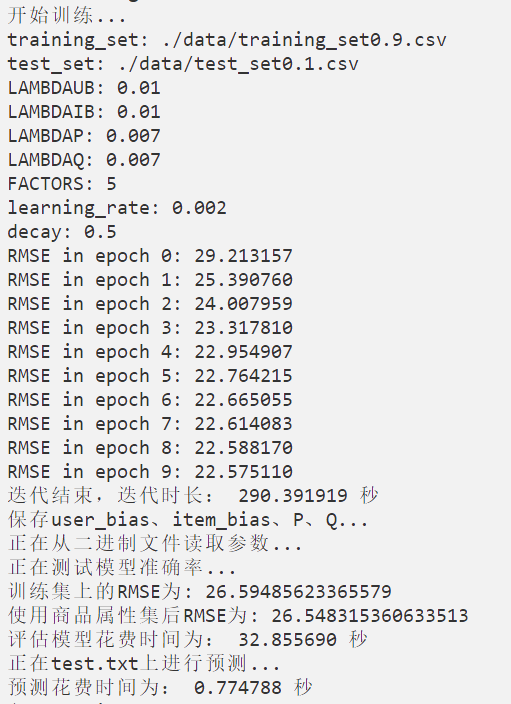 开始训练...
training_set: ./data/training_set0.9.csv
test_set: ./data/test_set0.1.csv
LAMBDAUB: 0.01
LAMBDAIB: 0.01
LAMBDAP: 0.007
LAMBDAQ: 0.007
FACTORS: 5
learning_rate: 0.002
decay: 0.5
RMSE in epoch 0: 29.213157
RMSE in epoch 1: 25.390760
RMSE in epoch 2: 24.007959
RMSE in epoch 3: 23.317810
RMSE in epoch 4: 22.954907
RMSE in epoch 5: 22.764215
RMSE in epoch 6: 22.665055
RMSE in epoch 7: 22.614083
RMSE in epoch 8: 22.588170
RMSE in epoch 9: 22.575110
迭代结束，迭代时长： 290.391919 秒
保存user_bias、item_bias、P、Q...
正在从二进制文件读取参数...
正在测试模型准确率...
训练集上的RMSE为: 26.59485623365579
使用商品属性集后RMSE为: 26.548315360633513
评估模型花费时间为： 32.855690 秒
正在test.txt上进行预测...
预测花费时间为： 0.774788 秒